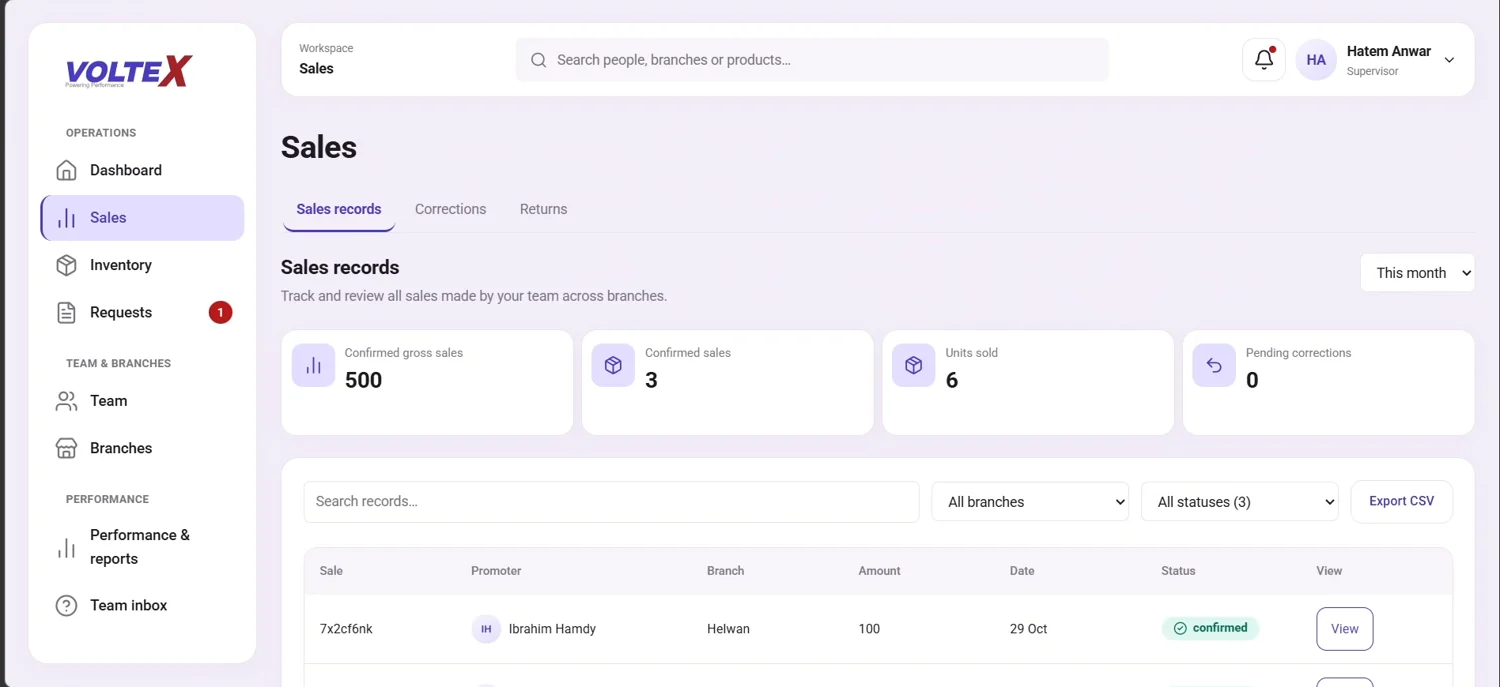 VOLTEX
Powering Performance
OPERATIONS
Dashboard
Sales
Inventory
Requests 1
TEAM & BRANCHES
Team
Branches
PERFORMANCE
Performance &
reports
Team inbox
Workspace
Sales
Search people, branches or products...
HA
Hatem Anwar
Supervisor
Sales
Sales records Corrections Returns
Sales records
Track and review all sales made by your team across branches.
This month
Confirmed gross sales
500
Confirmed sales
3
Units sold
6
Pending corrections
0
Search records...
All branches
All statuses (3)
Export CSV
Sale Promoter Branch Amount Date Status View
7x2cf6nk IH Ibrahim Hamdy Helwan 100 29 Oct confirmed View